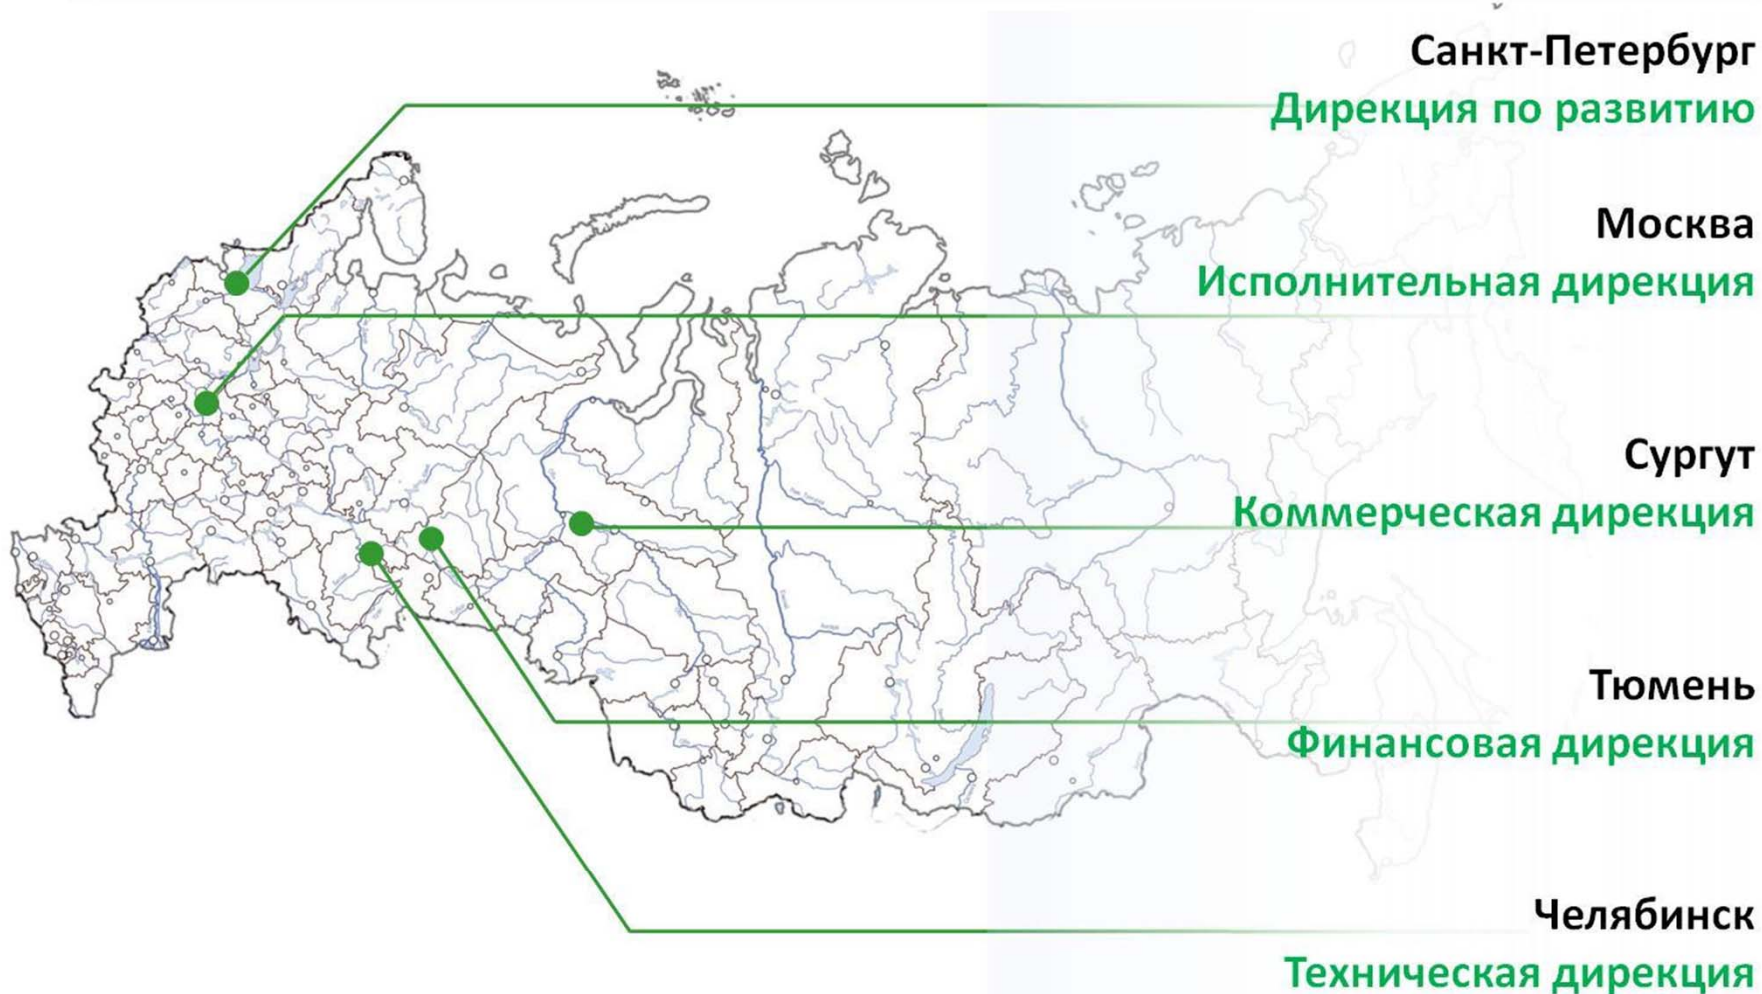 Санкт-Петербург
Дирекция по развитию
Москва
Исполнительная дирекция
Сургут
Коммерческая дирекция
Тюмень
Финансовая дирекция
Челябинск
Техническая дирекция